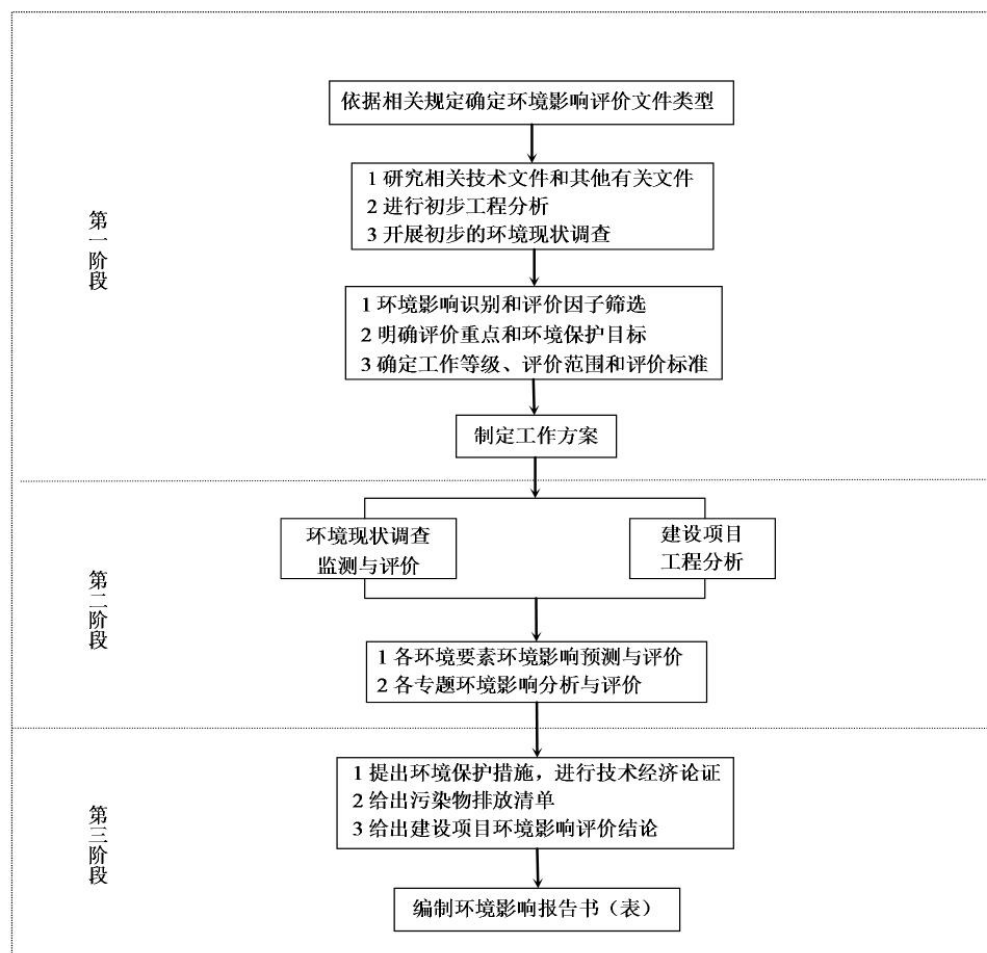 依据相关规定确定环境影响评价文件类型
1 研究相关技术文件和其他有关文件
2 进行初步工程分析
3 开展初步的环境现状调查
第一阶段
1 环境影响识别和评价因子筛选
2 明确评价重点和环境保护目标
3 确定工作等级、评价范围和评价标准
制定工作方案
环境现状调查
监测与评价
建设项目
工程分析
第二阶段
1 各环境要素环境影响预测与评价
2 各专题环境影响分析与评价
1 提出环境保护措施，进行技术经济论证
2 给出污染物排放清单
3 给出建设项目环境影响评价结论
第三阶段
编制环境影响报告书（表）